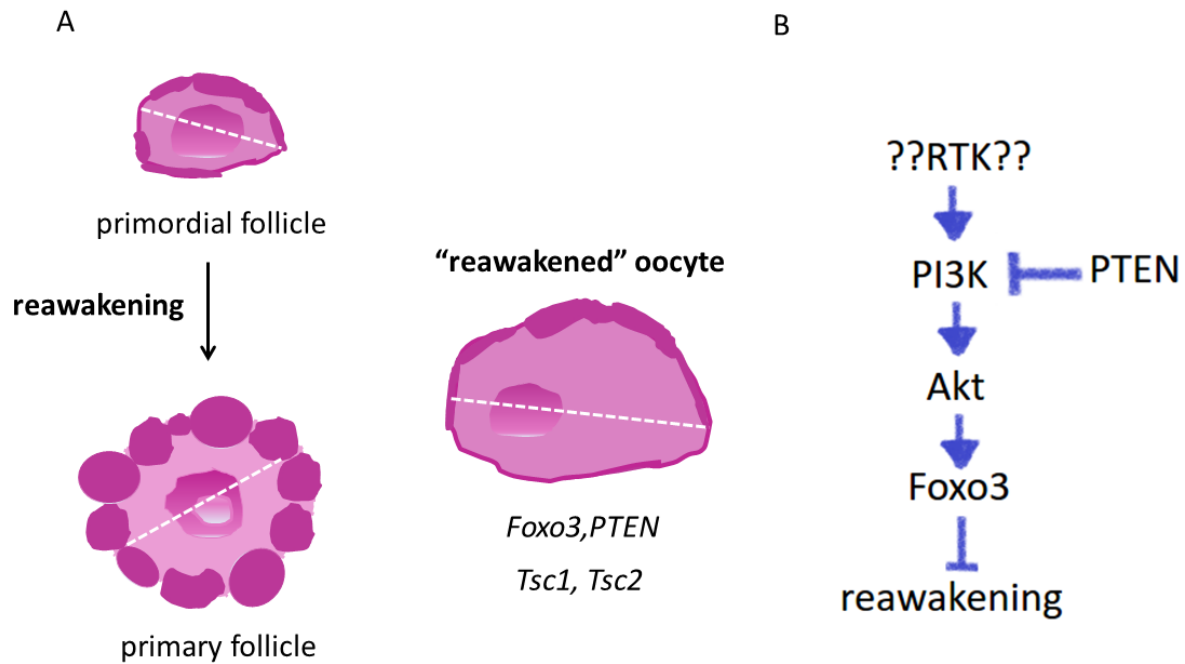 A
primordial follicle
reawakening
primary follicle
“reawakened” oocyte
Foxo3,PTEN
Tsc1, Tsc2
B
??RTK??
PI3K
PTEN
Akt
Foxo3
reawakening